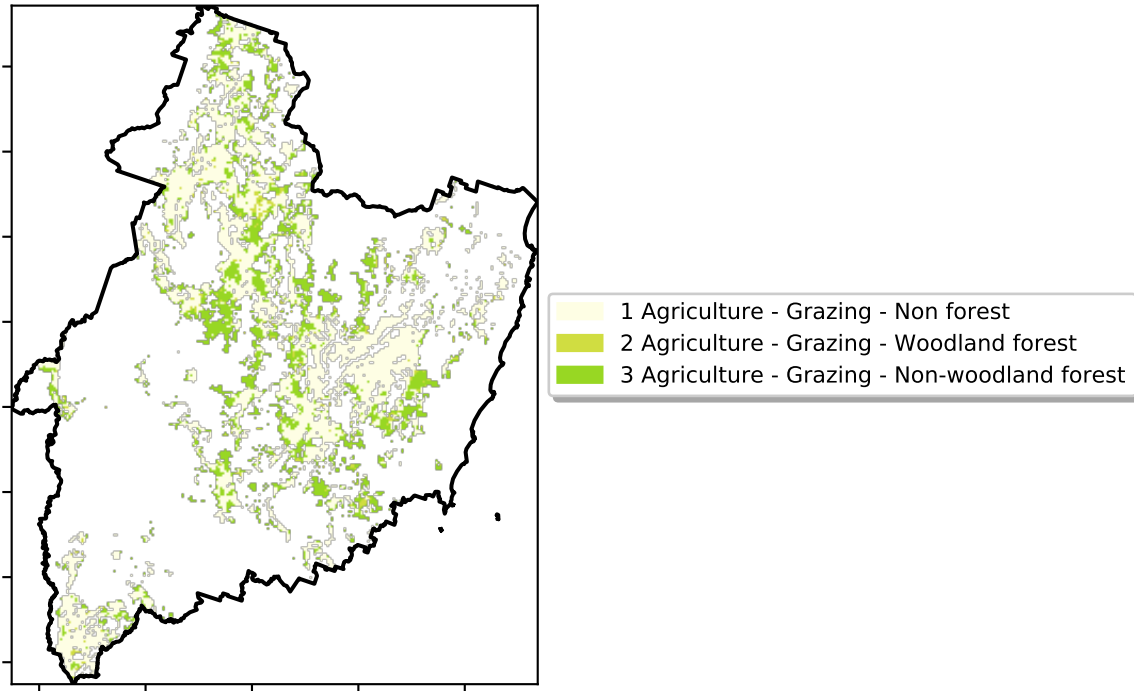 1 Agriculture - Grazing - Non forest
2 Agriculture - Grazing - Woodland forest
3 Agriculture - Grazing - Non-woodland forest